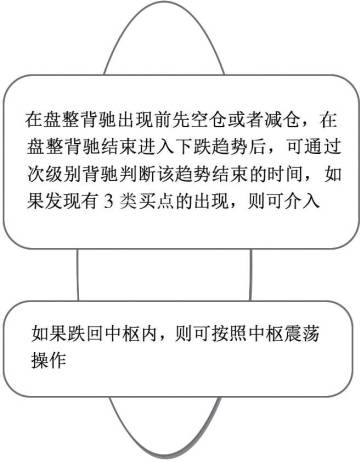 在盘整背驰出现前先空仓或者减仓，在
盘整背驰结束进入下跌趋势后，可通过
次级别背驰判断该趋势结束的时间，如
果发现有 3 类买点的出现，则可介入
如果跌回中枢内，则可按照中枢震荡
操作